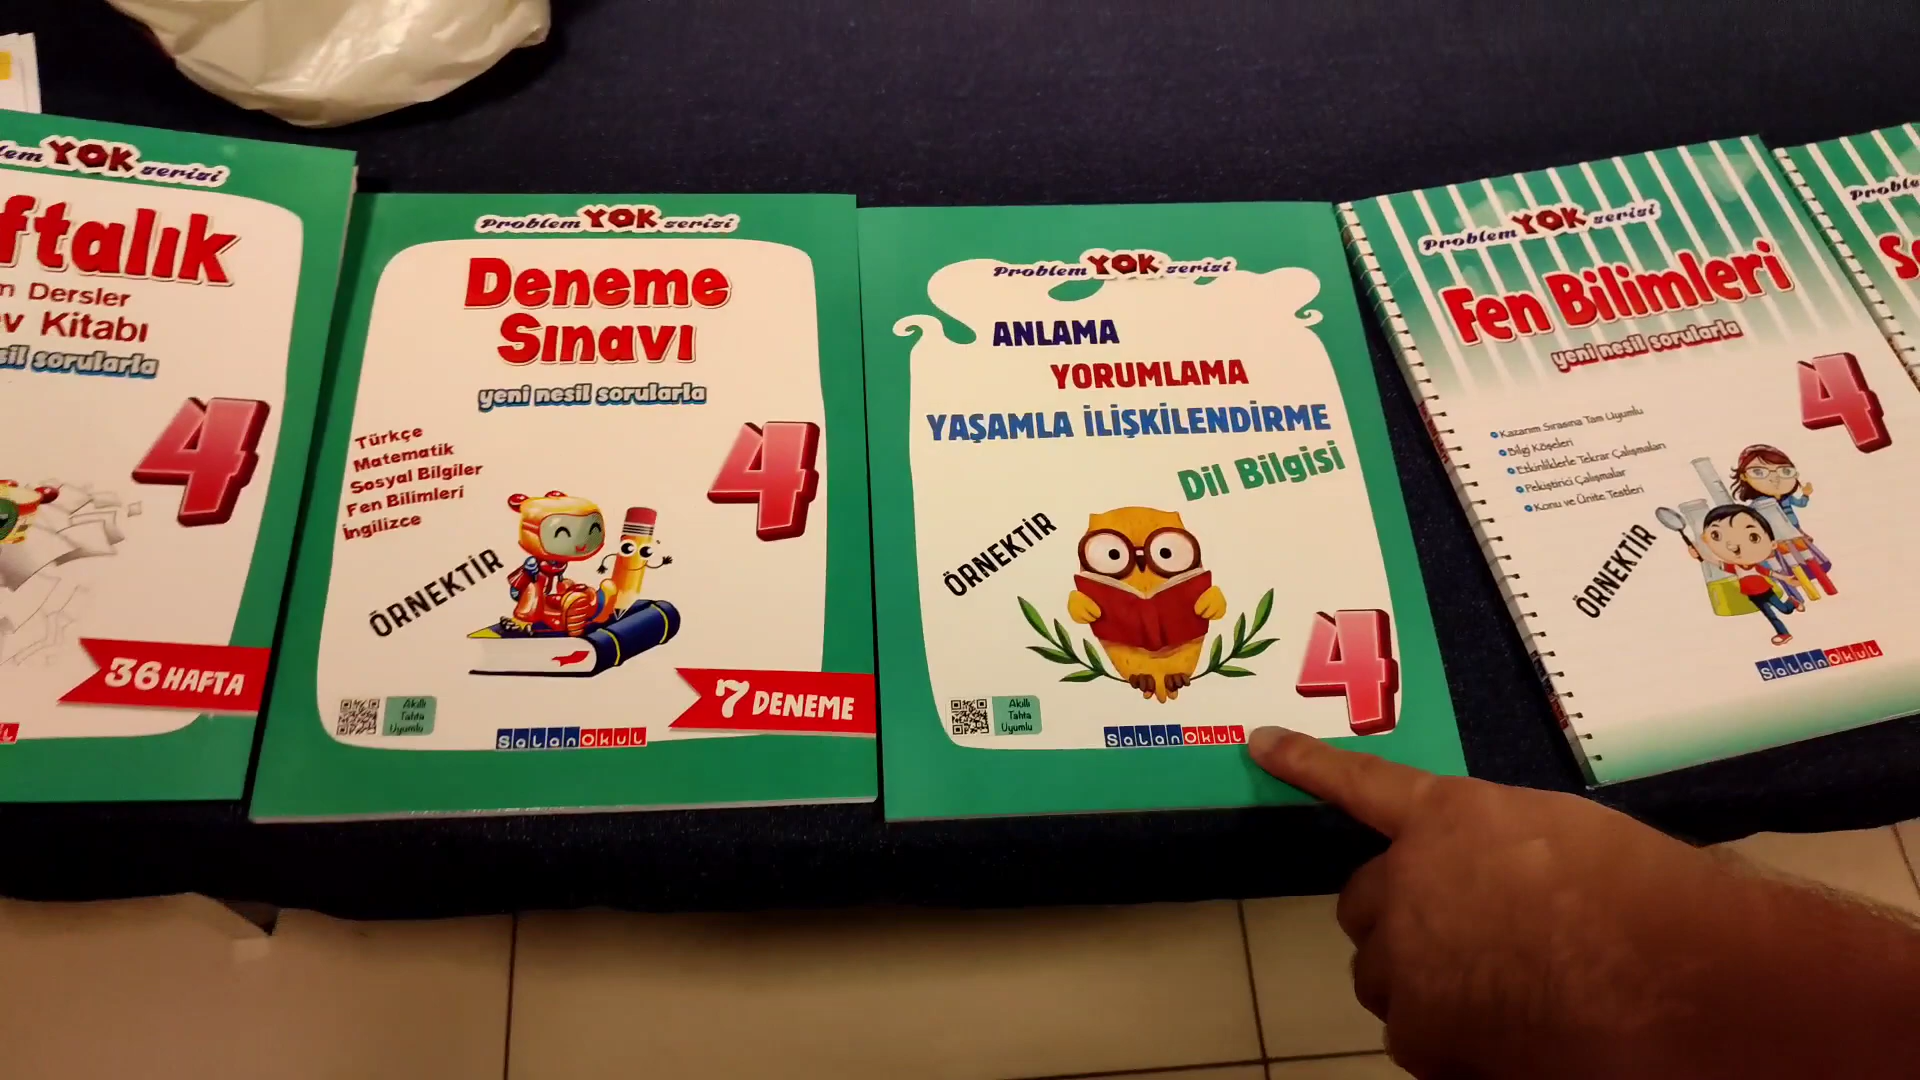 YOK serisi
ftalık
Dersler
Kitabı
sorularla
4
36 HAFTA
Problem YOK serisi
Deneme
Sınavı
yeni nesil sorularla
Türkçe
Matematik
Sosyal Bilgiler
Fen Bilimleri
İngilizce
4
ÖRNEKTİR
7 DENEME
Akıllı
Tahta
Uyumlu
SalanOkul
Problem YOK serisi
ANLAMA
YORUMLAMA
YAŞAMLA İLİŞKİLENDİRME
Dil Bilgisi
ÖRNEKTİR
4
Akıllı
Tahta
Uyumlu
SalanOkul
Problem YOK serisi
Fen Bilimleri
yeni nesil sorularla
4
Kazanım Sırasına Tam Uyumlu
Bilgi Köşeleri
Etkinliklerle Tekrar Çalışmaları
Pekiştirici Çalışmalar
Konu ve Ünite Testleri
ÖRNEKTİR
SalanOkul